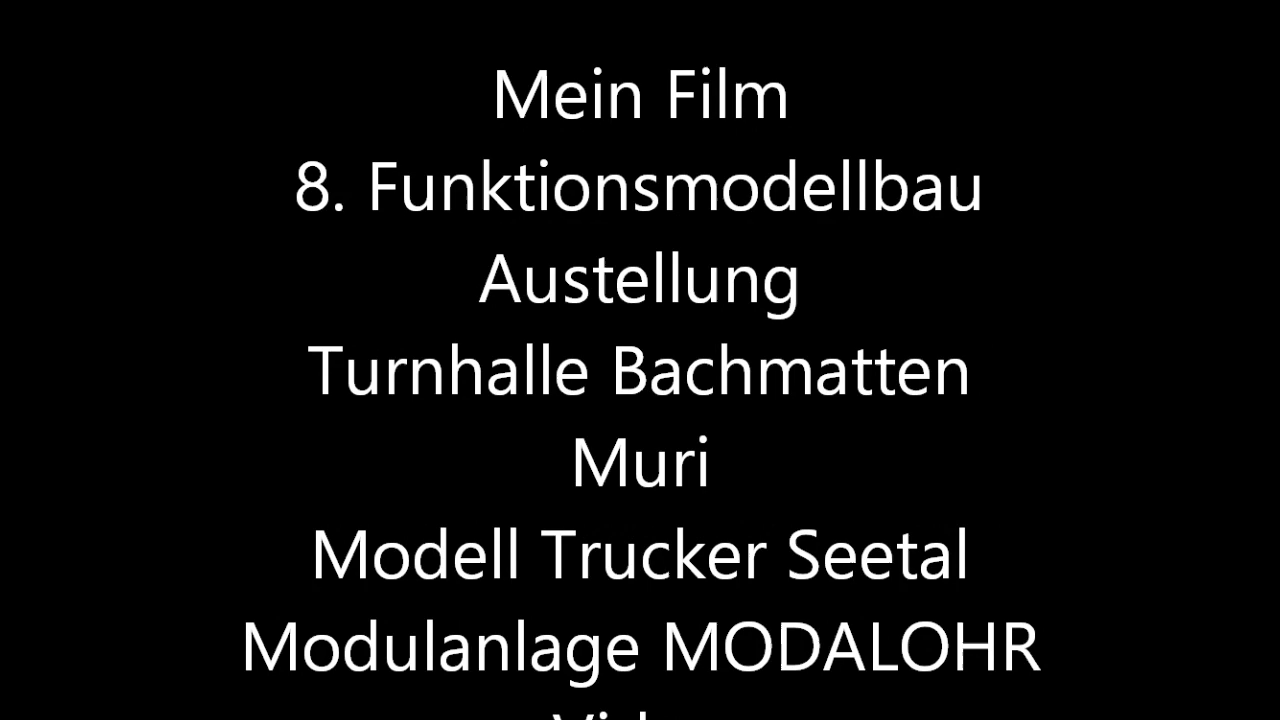 Mein Film
8. Funktionsmodellbau
Austellung
Turnhalle Bachmatten
Muri
Modell Trucker Seetal
Modulanlage MODALOHR